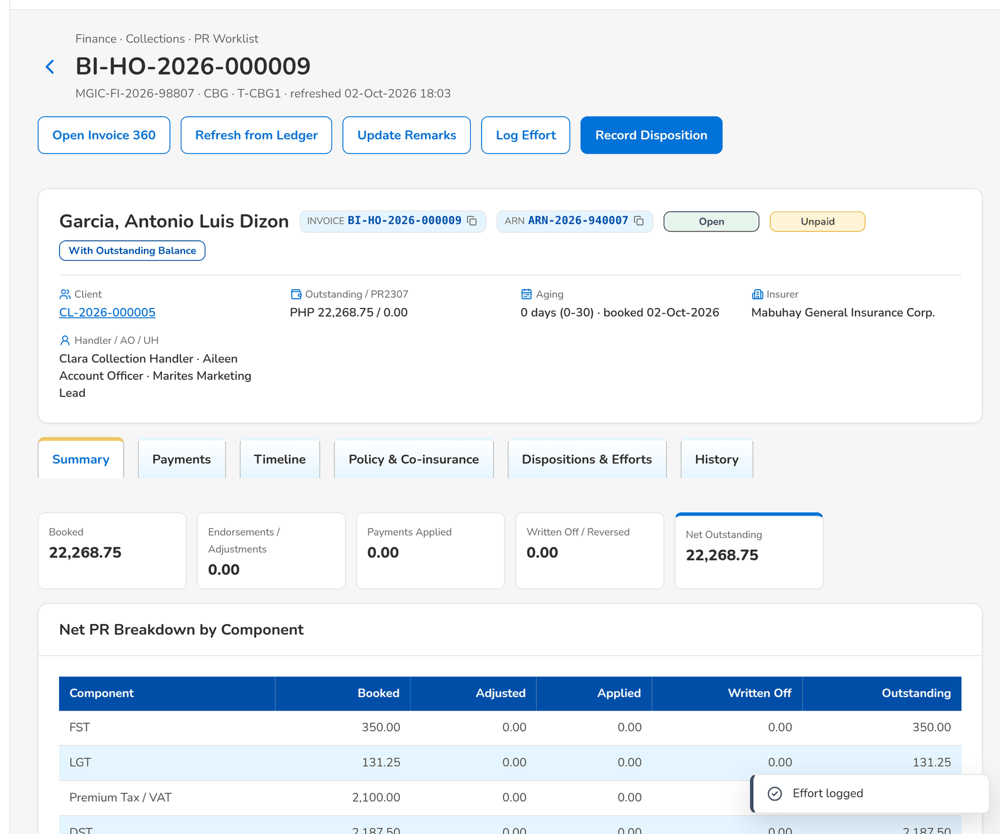 Finance · Collections · PR Worklist
BI-HO-2026-000009
MGIC-FI-2026-98807 · CBG · T-CBG1 · refreshed 02-Oct-2026 18:03
Open Invoice 360
Refresh from Ledger
Update Remarks
Log Effort
Record Disposition
Garcia, Antonio Luis Dizon
INVOICE BI-HO-2026-000009
ARN ARN-2026-940007
Open
Unpaid
With Outstanding Balance
Client
CL-2026-000005
Outstanding / PR2307
PHP 22,268.75 / 0.00
Aging
0 days (0-30) · booked 02-Oct-2026
Insurer
Mabuhay General Insurance Corp.
Handler / AO / UH
Clara Collection Handler · Aileen
Account Officer · Marites Marketing
Lead
Summary
Payments
Timeline
Policy & Co-insurance
Dispositions & Efforts
History
Booked
22,268.75
Endorsements /
Adjustments
0.00
Payments Applied
0.00
Written Off / Reversed
0.00
Net Outstanding
22,268.75
Net PR Breakdown by Component
Component Booked Adjusted Applied Written Off Outstanding
FST 350.00 0.00 0.00 0.00 350.00
LGT 131.25 0.00 0.00 0.00 131.25
Premium Tax / VAT 2,100.00 0.00 0.00
Effort logged
DST 2,187.50 0.00 0.00 0.00 2,187.50